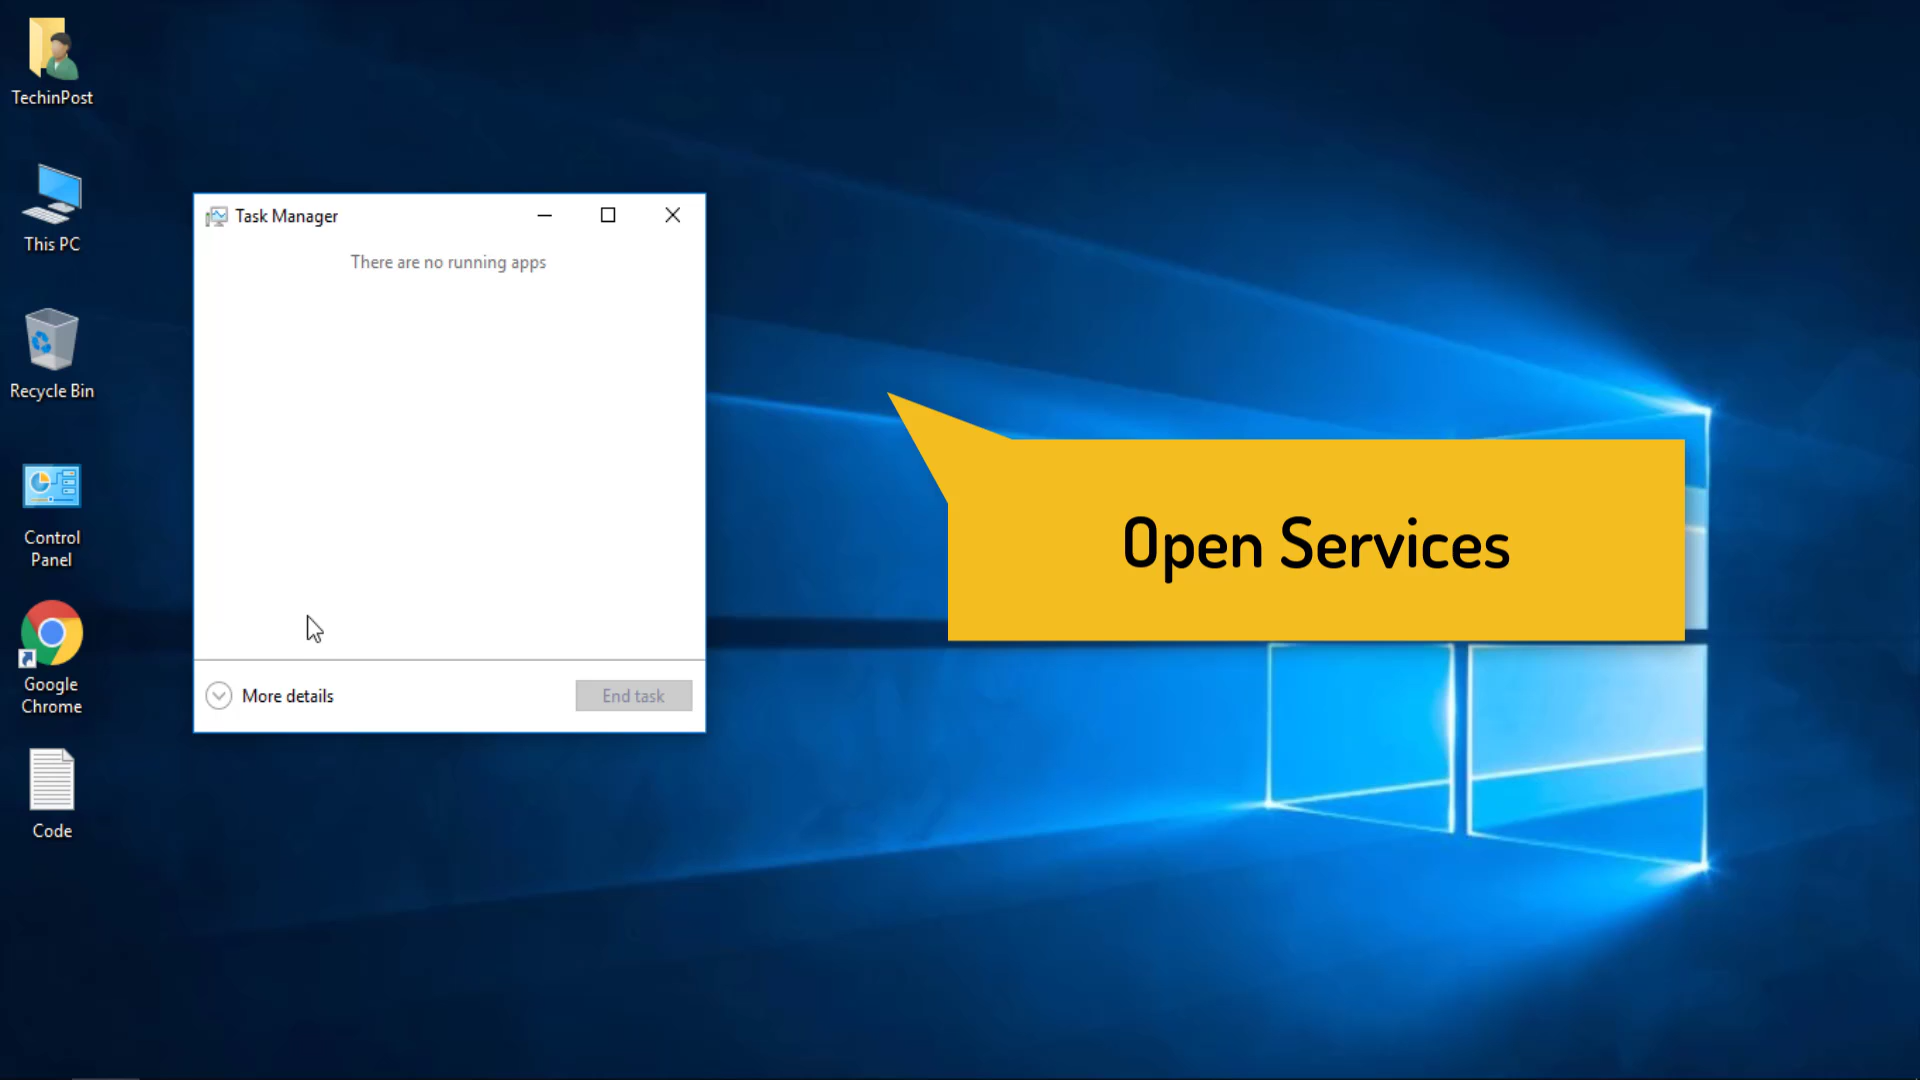 TechinPost
This PC
Recycle Bin
Control
Panel
Google
Chrome
Code
Task Manager
There are no running apps
More details
End task
Open Services